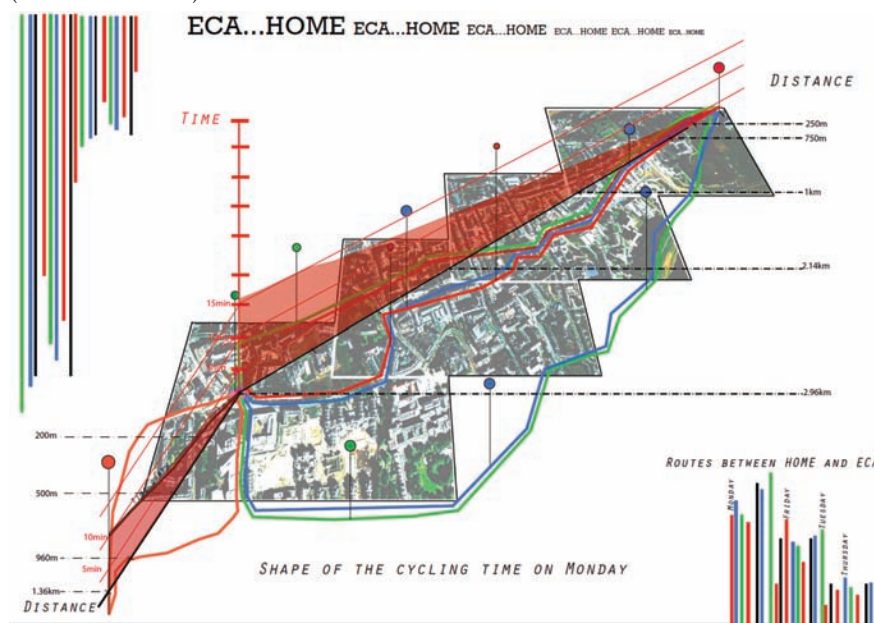 ECA...HOME ECA...HOME ECA...HOME ECA...HOME ECA...HOME ECA...HOME
DISTANCE
TIME
250m
750m
1km
2.14km
15min
2.96km
200m
ROUTES BETWEEN HOME AND ECA
500m
MONDAY
FRIDAY
TUESDAY
10min
960m
5min
THURSDAY
SHAPE OF THE CYCLING TIME ON MONDAY
1.36km
DISTANCE